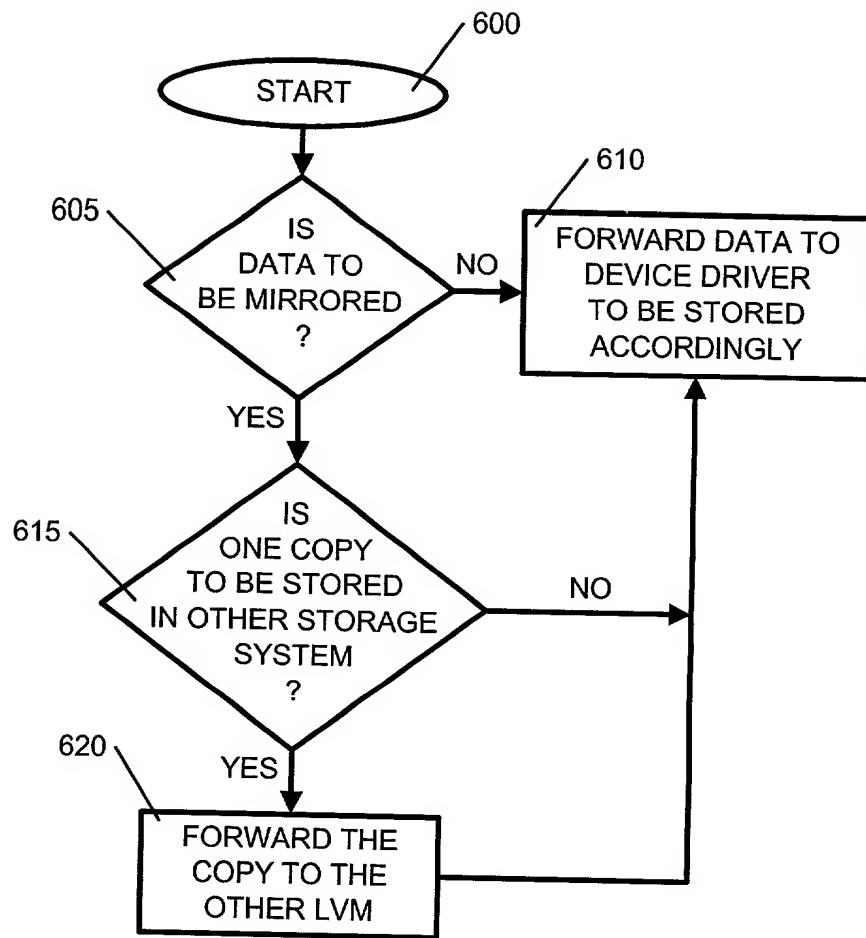 600
START
605
IS
DATA TO
BE MIRRORED
?
NO
610
FORWARD DATA TO
DEVICE DRIVER
TO BE STORED
ACCORDINGLY
YES
615
IS
ONE COPY
TO BE STORED
IN OTHER STORAGE
SYSTEM
?
NO
YES
620
FORWARD THE
COPY TO THE
OTHER LVM